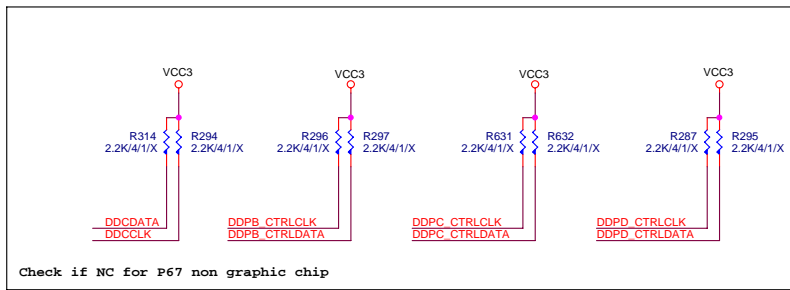 VCC3 VCC3 VCC3 VCC3
R314 R294 R296 R297 R631 R632 R287 R295
2.2K/4/1/X 2.2K/4/1/X 2.2K/4/1/X 2.2K/4/1/X 2.2K/4/1/X 2.2K/4/1/X 2.2K/4/1/X 2.2K/4/1/X
DDCDATA DDPB_CTRLCLK DDPC_CTRLCLK DDPD_CTRLCLK
DDCCLK DDPB_CTRLDATA DDPC_CTRLDATA DDPD_CTRLDATA
Check if NC for P67 non graphic chip